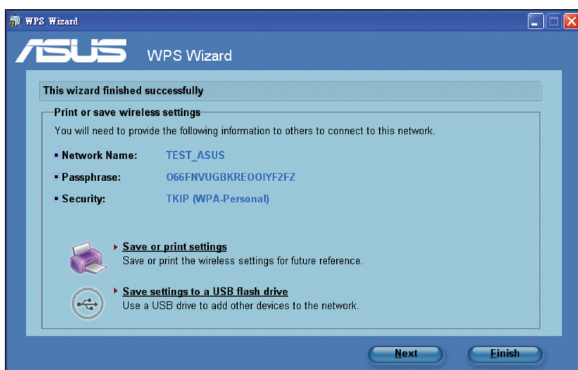 WPS Wizard
ASUS WPS Wizard
This wizard finished successfully
Print or save wireless settings
You will need to provide the following information to others to connect to this network.
Network Name: TEST_ASUS
Passphrase: O66FNVUGBKREOOIYF2FZ
Security: TKIP (WPA-Personal)
Save or print settings
Save or print the wireless settings for future reference.
Save settings to a USB flash drive
Use a USB drive to add other devices to the network.
Next Finish